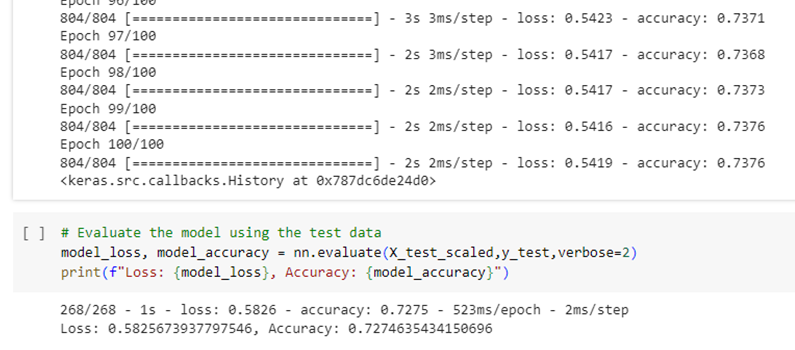 Epoch 96/100
804/804 [==============================] - 3s 3ms/step - loss: 0.5423 - accuracy: 0.7371
Epoch 97/100
804/804 [==============================] - 2s 3ms/step - loss: 0.5417 - accuracy: 0.7368
Epoch 98/100
804/804 [==============================] - 2s 2ms/step - loss: 0.5417 - accuracy: 0.7373
Epoch 99/100
804/804 [==============================] - 2s 2ms/step - loss: 0.5416 - accuracy: 0.7376
Epoch 100/100
804/804 [==============================] - 2s 2ms/step - loss: 0.5419 - accuracy: 0.7376
<keras.src.callbacks.History at 0x787dc6de24d0>
[ ] # Evaluate the model using the test data
model_loss, model_accuracy = nn.evaluate(X_test_scaled,y_test,verbose=2)
print(f"Loss: {model_loss}, Accuracy: {model_accuracy}")
268/268 - 1s - loss: 0.5826 - accuracy: 0.7275 - 523ms/epoch - 2ms/step
Loss: 0.5825673937797546, Accuracy: 0.7274635434150696